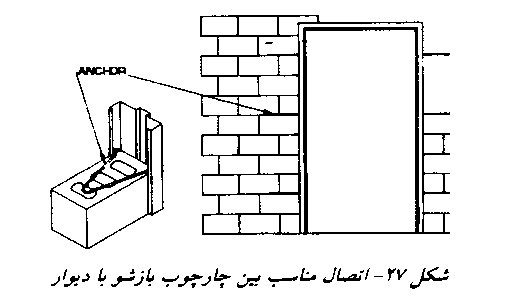 ANCHOR
شکل ۲۷- اتصال مناسب بین چارچوب بازشو با دیوار